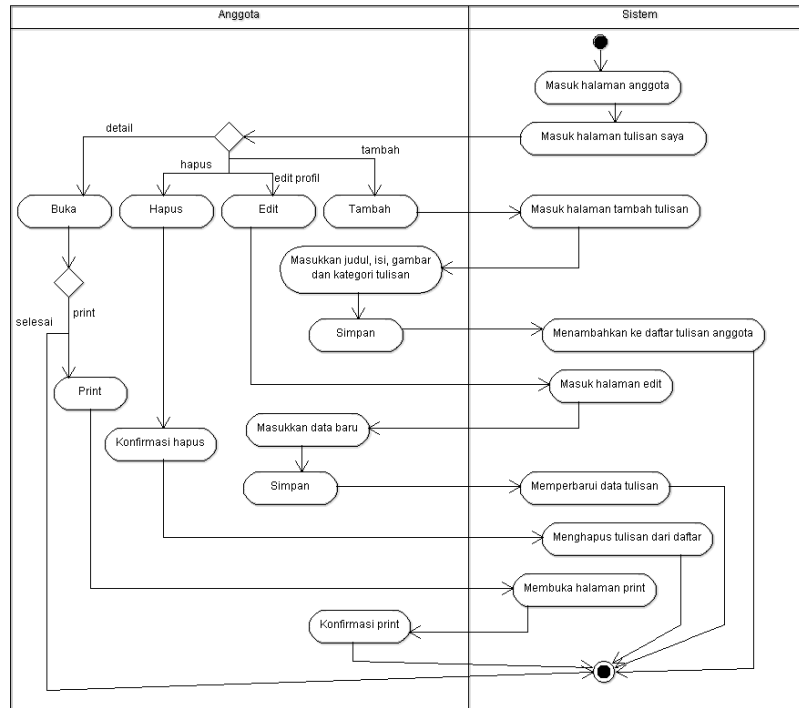 Anggota
Sistem
Masuk halaman anggota
Masuk halaman tulisan saya
detail
hapus
edit profil
tambah
Buka
Hapus
Edit
Tambah
Masuk halaman tambah tulisan
Masukkan judul, isi, gambar
dan kategori tulisan
selesai
print
Simpan
Menambahkan ke daftar tulisan anggota
Print
Masuk halaman edit
Konfirmasi hapus
Masukkan data baru
Simpan
Memperbarui data tulisan
Menghapus tulisan dari daftar
Membuka halaman print
Konfirmasi print